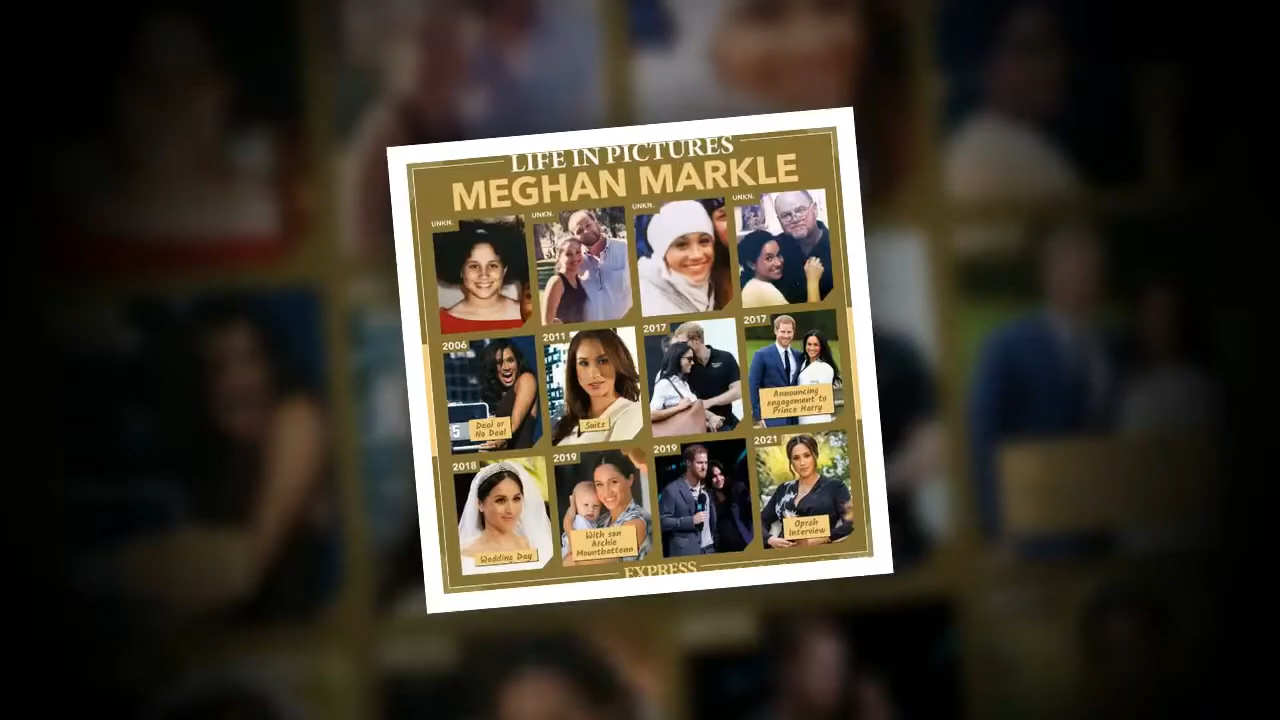 LIFE IN PICTURES
MEGHAN MARKLE
UNKN.
UNKN.
UNKN.
UNKN.
2006
Deal or
No Deal
2011
Suits
2017
2017
Announcing
engagement to
Prince Harry
2018
Wedding Day
2019
With son
Archie
Mountbattenn
2019
2021
Oprah
Interview
EXPRESS